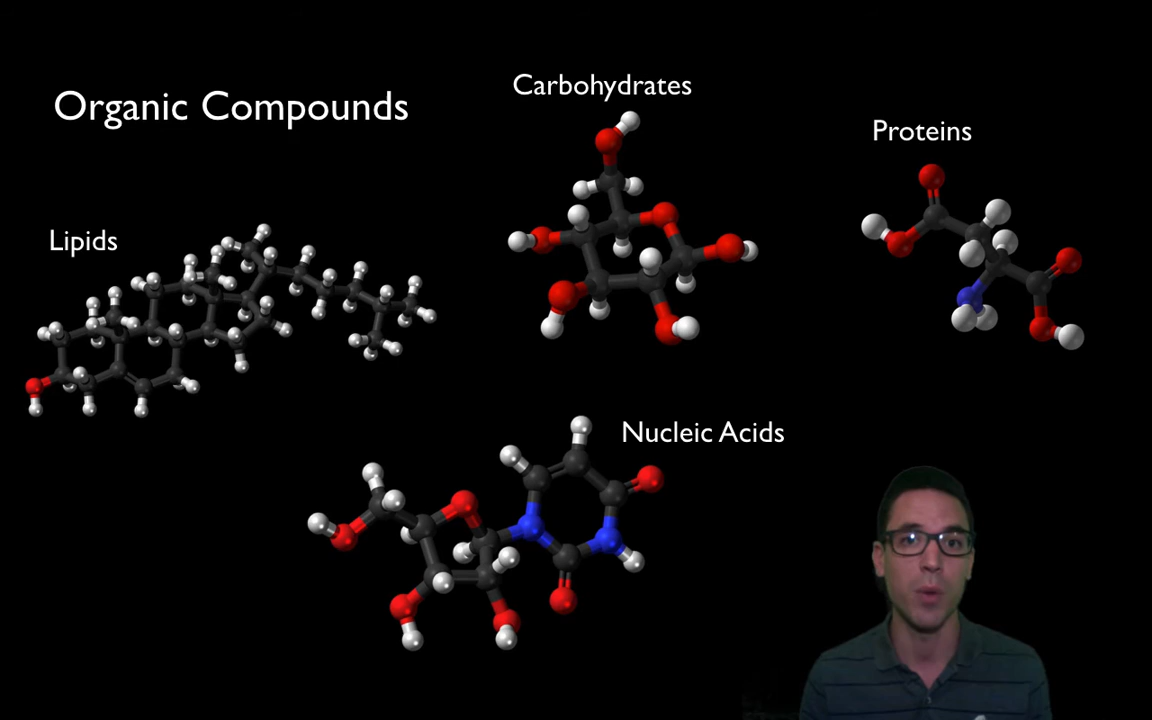 Organic Compounds
Carbohydrates
Proteins
Lipids
Nucleic Acids